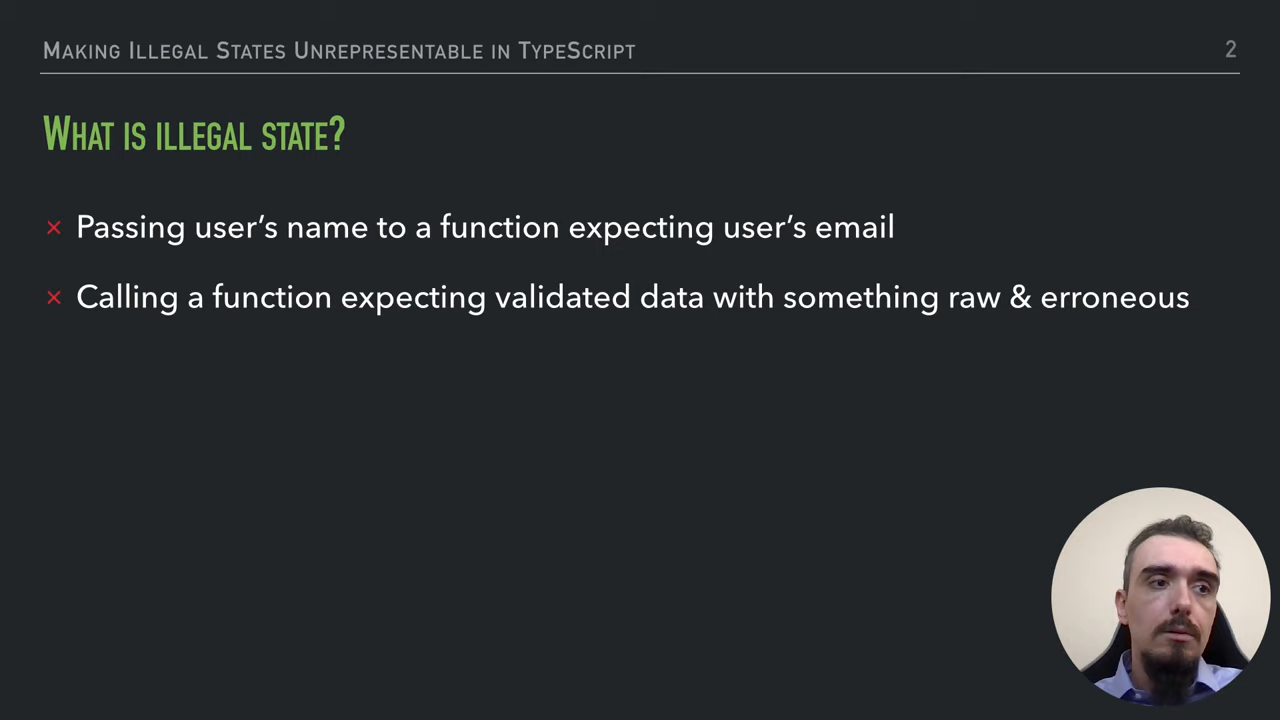 Making Illegal States Unrepresentable in TypeScript
2
What is illegal state?
× Passing user’s name to a function expecting user’s email
× Calling a function expecting validated data with something raw & erroneous